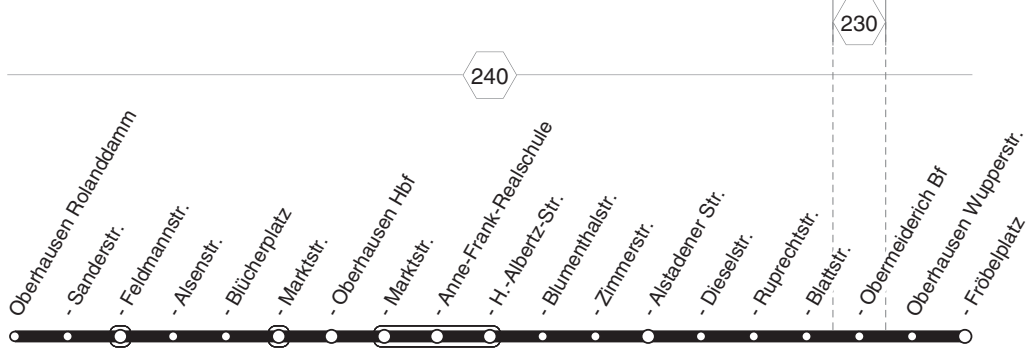 230
240
Oberhausen Rolanddamm
- Sanderstr.
- Feldmannstr.
- Alsenstr.
- Blücherplatz
- Marktstr.
- Oberhausen Hbf
- Marktstr.
- Anne-Frank-Realschule
- H.-Albertz-Str.
- Blumenthalstr.
- Zimmerstr.
- Alstadener Str.
- Dieselstr.
- Ruprechtstr.
- Blattstr.
- Obermeiderich Bf
Oberhausen Wupperstr.
- Fröbelplatz